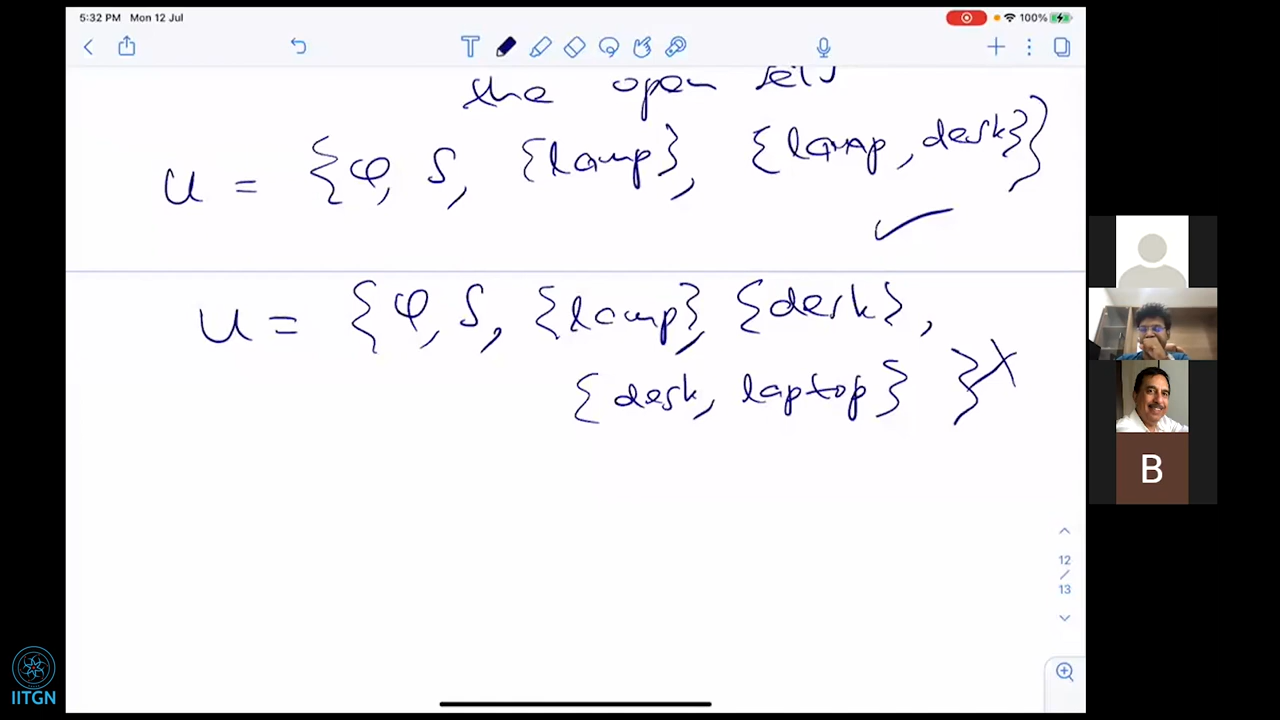 5:32 PM Mon 12 Jul
100%
the open sets
U = {φ, S, {lamp}, {lamp, desk}}
U = {φ, S, {lamp}, {desk},
{desk, laptop} }
12
/
13
B
IITGN